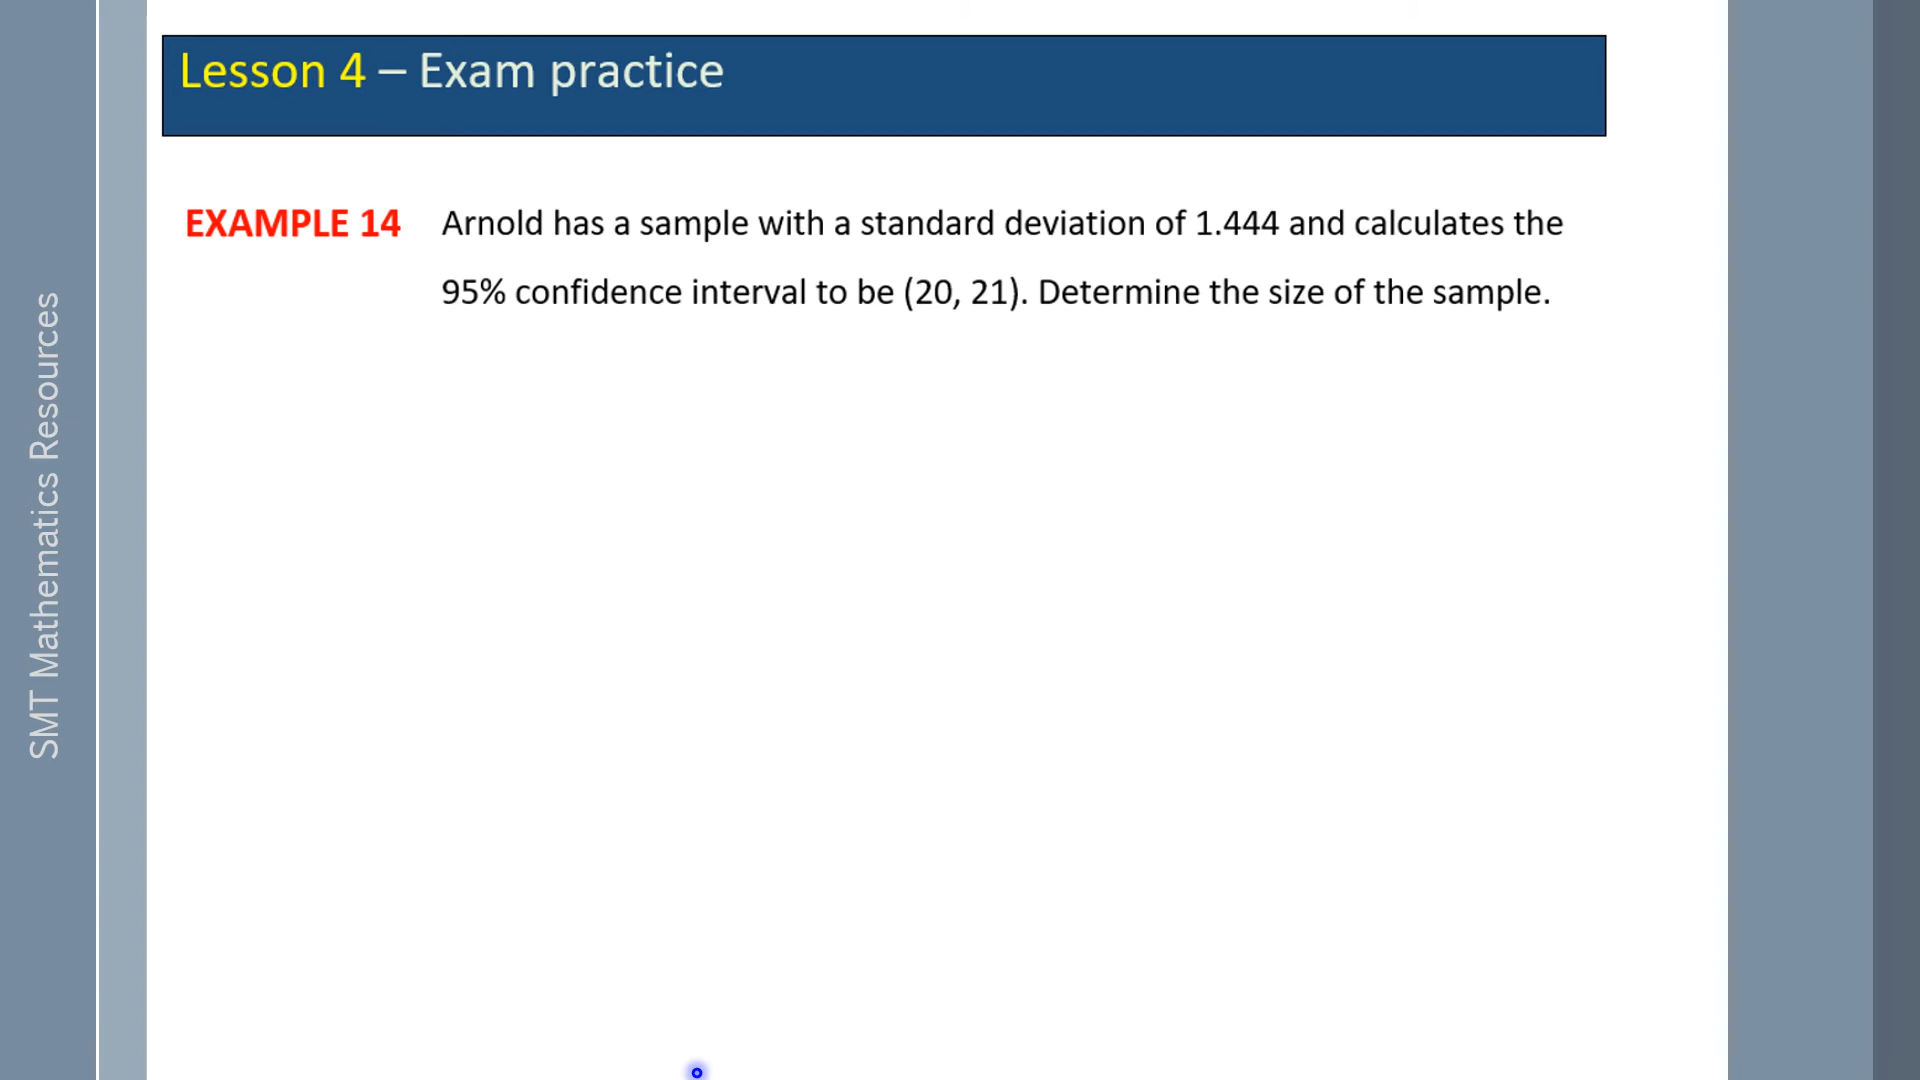 Lesson 4 – Exam practice
EXAMPLE 14 Arnold has a sample with a standard deviation of 1.444 and calculates the
95% confidence interval to be (20, 21). Determine the size of the sample.
SMT Mathematics Resources